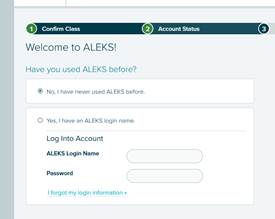 1 Confirm Class 2 Account Status 3
Welcome to ALEKS!
Have you used ALEKS before?
No, I have never used ALEKS before.
Yes, I have an ALEKS login name.
Log Into Account
ALEKS Login Name
Password
I forgot my login information »